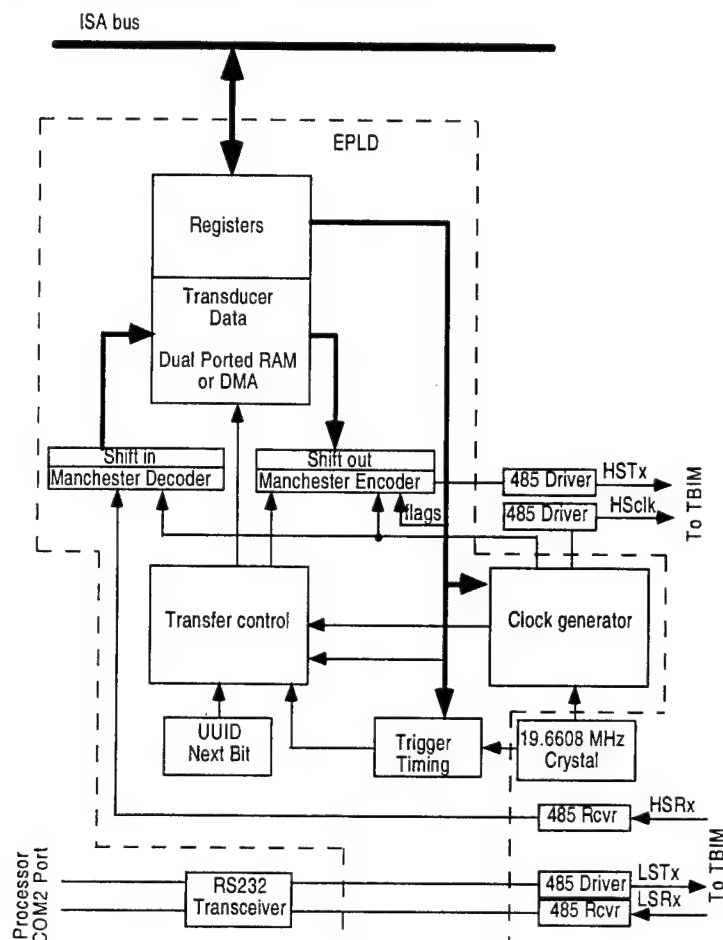 ISA bus
EPLD
Registers
Transducer
Data
Dual Ported RAM
or DMA
Shift in
Manchester Decoder
Shift out
Manchester Encoder
flags
485 Driver
HSTx
485 Driver
HSclk
To TBIM
Transfer control
Clock generator
UUID
Next Bit
Trigger
Timing
19.6608 MHz
Crystal
485 Rcvr
HSRx
Processor
COM2 Port
RS232
Transceiver
485 Driver
LSTx
485 Rcvr
LSRx
To TBIM